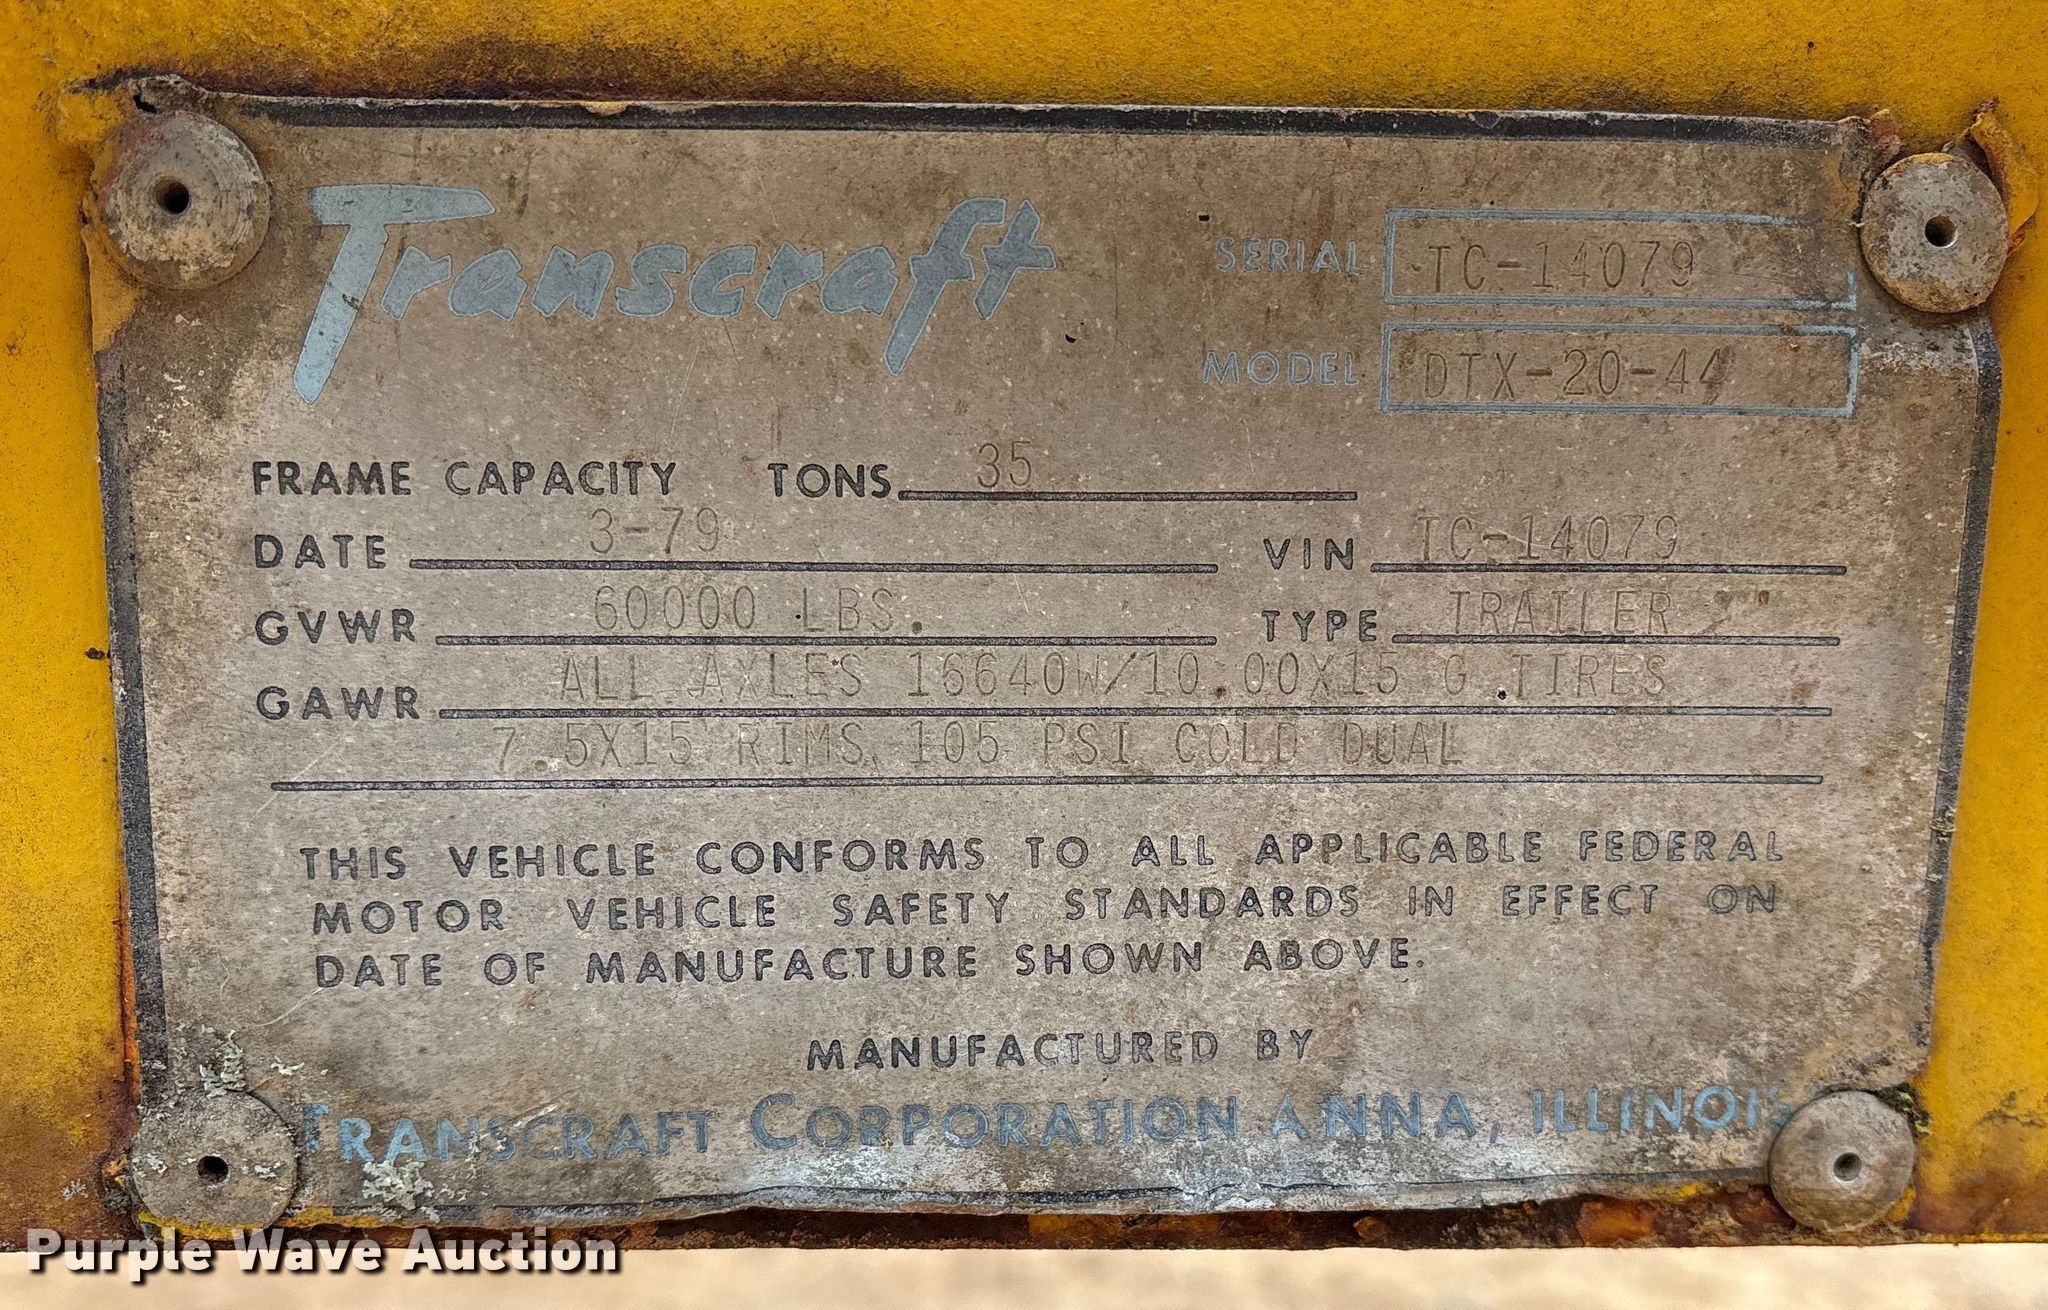 Transcraft
SERIAL TC-14079
MODEL DTX-20-44
FRAME CAPACITY TONS 35
DATE 3-79 VIN TC-14079
GVWR 60000 LBS. TYPE TRAILER
GAWR ALL AXLES 16640W/10.00X15 G TIRES
7.5X15 RIMS, 105 PSI COLD DUAL
THIS VEHICLE CONFORMS TO ALL APPLICABLE FEDERAL
MOTOR VEHICLE SAFETY STANDARDS IN EFFECT ON
DATE OF MANUFACTURE SHOWN ABOVE.
MANUFACTURED BY
TRANSCRAFT CORPORATION ANNA, ILLINOIS
Purple Wave Auction